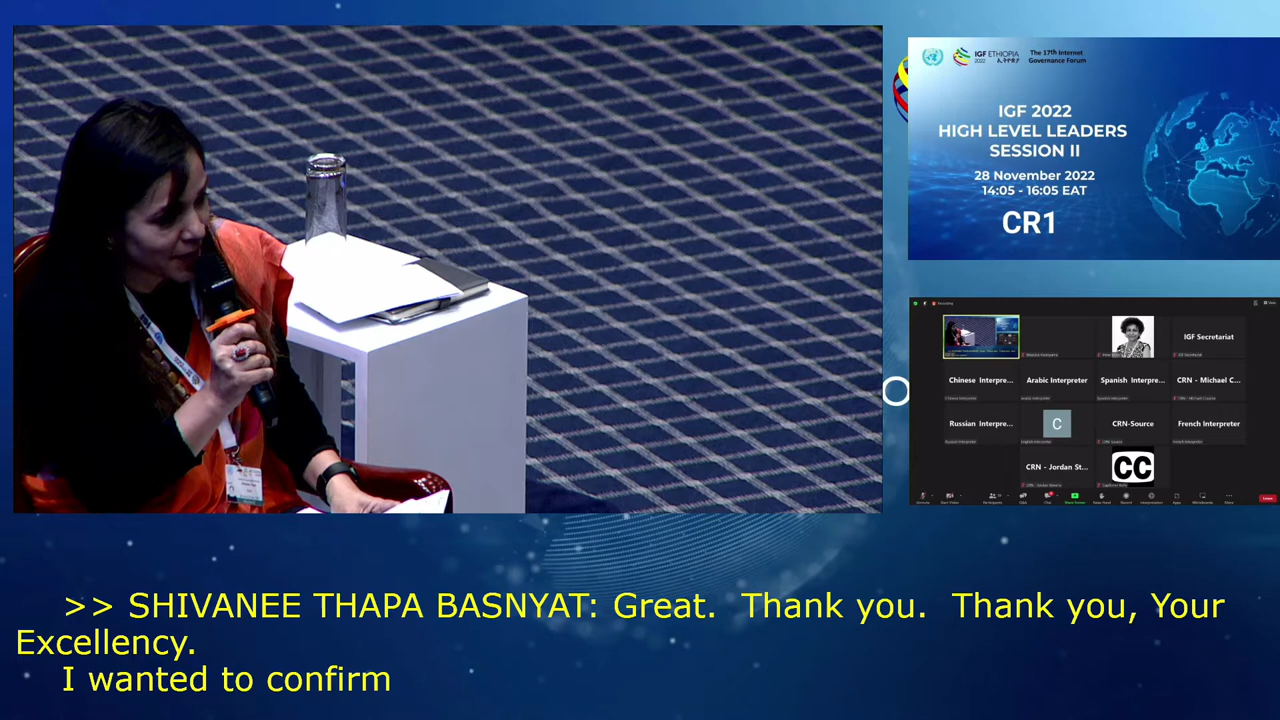 IGF ETHIOPIA
2022 ኢትዮጵያ
The 17th Internet
Governance Forum
IGF 2022
HIGH LEVEL LEADERS
SESSION II
28 November 2022
14:05 - 16:05 EAT
CR1
IGF Secretariat
Chinese Interpre...
Arabic Interpreter
Spanish Interpre...
CRN - Michael C...
Russian Interpre...
C
CRN-Source
French Interpreter
CRN - Jordan St...
CC
>> SHIVANEE THAPA BASNYAT: Great. Thank you. Thank you, Your
Excellency.
I wanted to confirm